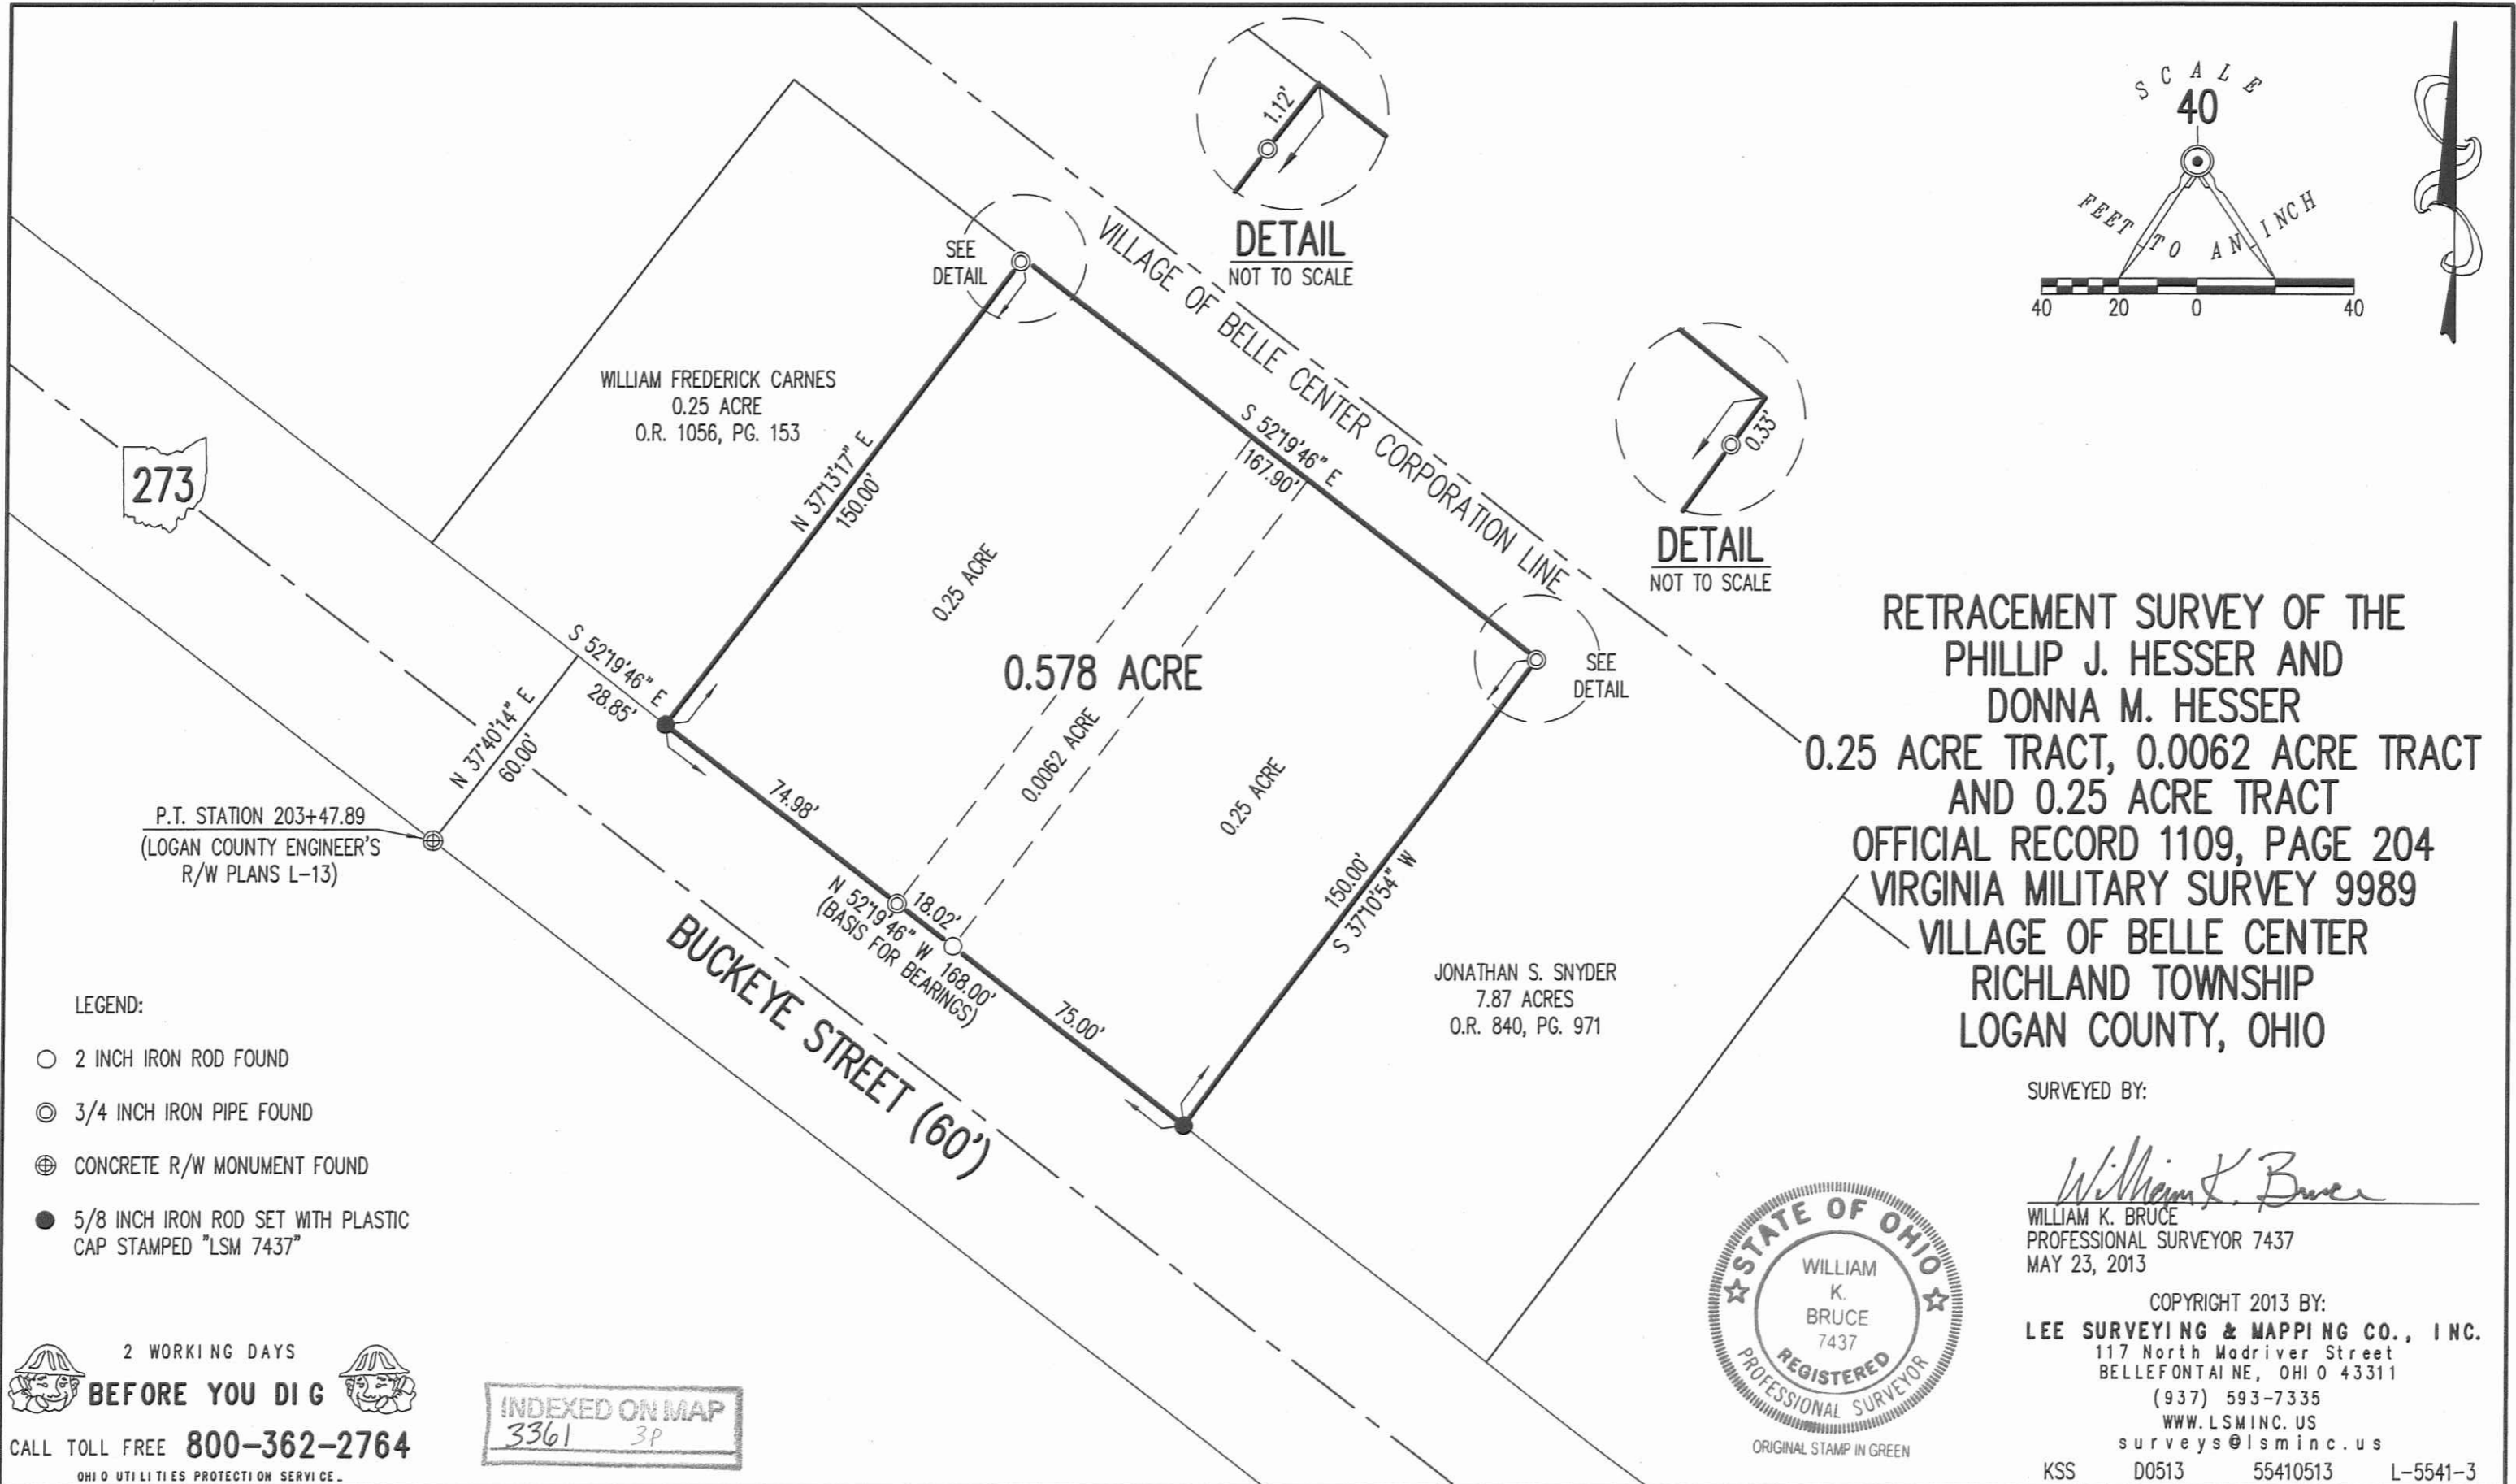 1.12'
DETAIL
NOT TO SCALE
SCALE
40
FEET TO AN INCH
40 20 0 40
SEE
DETAIL
VILLAGE OF BELLE CENTER CORPORATION LINE
WILLIAM FREDERICK CARNES
0.25 ACRE
O.R. 1056, PG. 153
N 37°13'17" E
150.00'
S 52°19'46" E
167.90'
0.33'
DETAIL
NOT TO SCALE
273
0.25 ACRE
0.578 ACRE
0.0062 ACRE
0.25 ACRE
SEE
DETAIL
S 52°19'46" E
28.85'
N 37°40'14" E
60.00'
P.T. STATION 203+47.89
(LOGAN COUNTY ENGINEER'S
R/W PLANS L-13)
74.98'
18.02'
N 52°19'46" W 168.00'
(BASIS FOR BEARINGS)
75.00'
150.00'
S 37°10'54" W
BUCKEYE STREET (60')
JONATHAN S. SNYDER
7.87 ACRES
O.R. 840, PG. 971
RETRACEMENT SURVEY OF THE
PHILLIP J. HESSER AND
DONNA M. HESSER
0.25 ACRE TRACT, 0.0062 ACRE TRACT
AND 0.25 ACRE TRACT
OFFICIAL RECORD 1109, PAGE 204
VIRGINIA MILITARY SURVEY 9989
VILLAGE OF BELLE CENTER
RICHLAND TOWNSHIP
LOGAN COUNTY, OHIO
LEGEND:
2 INCH IRON ROD FOUND
3/4 INCH IRON PIPE FOUND
CONCRETE R/W MONUMENT FOUND
5/8 INCH IRON ROD SET WITH PLASTIC
CAP STAMPED "LSM 7437"
2 WORKING DAYS
BEFORE YOU DIG
CALL TOLL FREE 800-362-2764
OHIO UTILITIES PROTECTION SERVICE.
INDEXED ON MAP
3361 3P
STATE OF OHIO
WILLIAM
K.
BRUCE
7437
REGISTERED
PROFESSIONAL SURVEYOR
ORIGINAL STAMP IN GREEN
SURVEYED BY:
William K. Bruce
WILLIAM K. BRUCE
PROFESSIONAL SURVEYOR 7437
MAY 23, 2013
COPYRIGHT 2013 BY:
LEE SURVEYING & MAPPING CO., INC.
117 North Madriver Street
BELLEFONTAINE, OHIO 43311
(937) 593-7335
WWW.LSMINC.US
surveys@lsminc.us
KSS D0513 55410513 L-5541-3